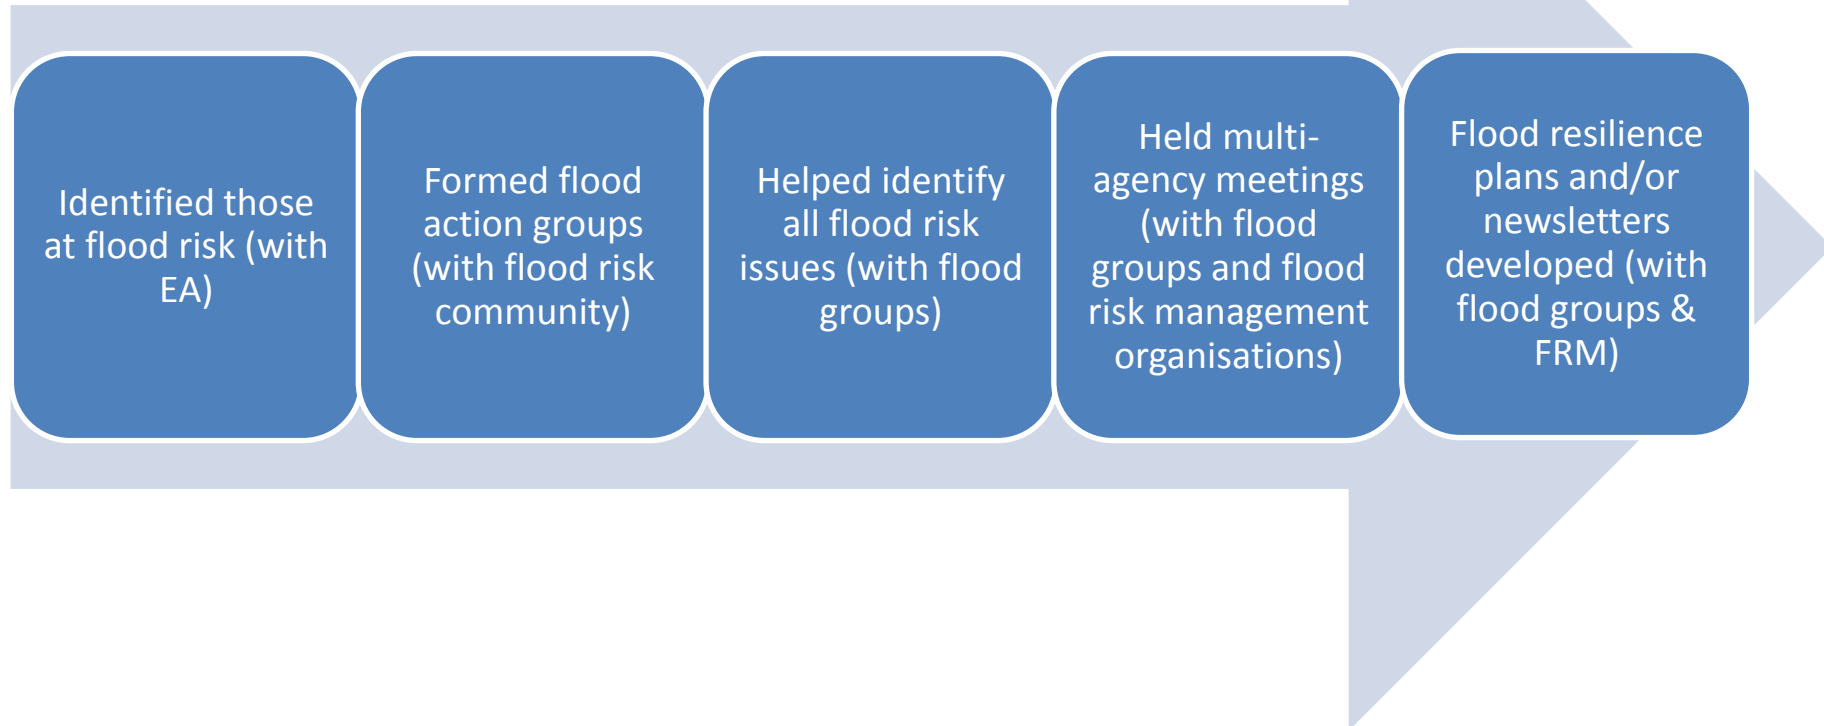 Identified those
at flood risk (with
EA)
Formed flood
action groups
(with flood risk
community)
Helped identify
all flood risk
issues (with flood
groups)
Held multi-
agency meetings
(with flood
groups and flood
risk management
organisations)
Flood resilience
plans and/or
newsletters
developed (with
flood groups &
FRM)